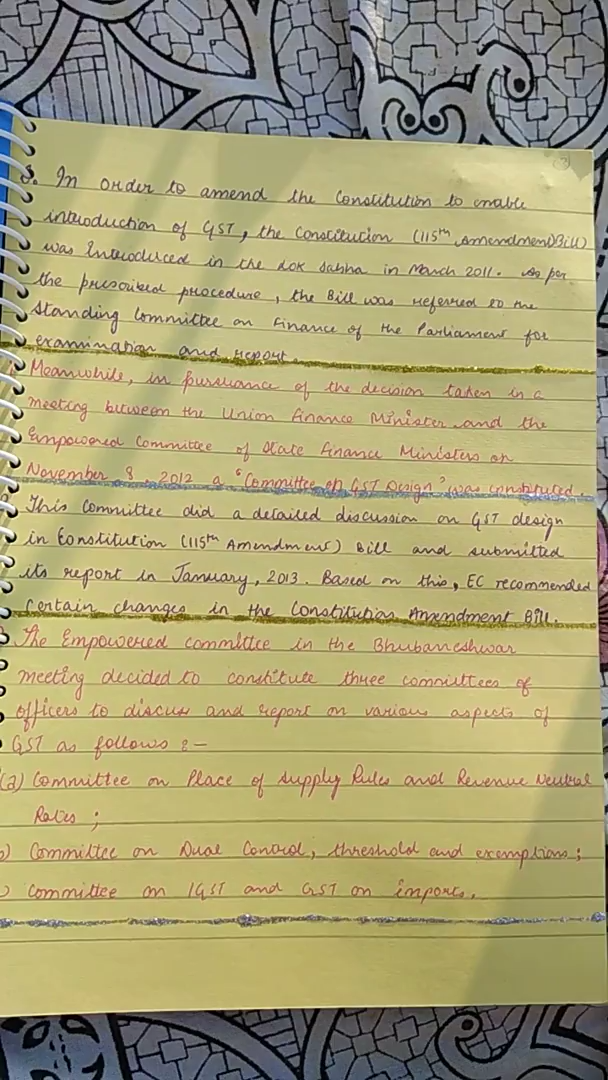 3
8. In order to amend the Constitution to enable
introduction of GST, the Constitution (115th Amendment) Bill)
was Introduced in the Lok Sabha in March 2011. As per
the prescribed procedure, the Bill was referred to the
Standing Committee on Finance of the Parliament for
examination and report.
Meanwhile, in pursuance of the decision taken in a
meeting between the Union Finance Minister and the
Empowered Committee of State Finance Ministers on
November 8, 2012 a 'Committee on GST Design' was constituted.
This Committee did a detailed discussion on GST design
in Constitution (115th Amendment) Bill and submitted
its report in January, 2013. Based on this, EC recommended
certain changes in the Constitution Amendment Bill.
The Empowered committee in the Bhubaneshwar
meeting decided to constitute three committees of
officers to discuss and report on various aspects of
GST as follows :-
(a) Committee on Place of Supply Rules and Revenue Neutral
Rates ;
) Committee on Dual Control, threshold and exemptions ;
) Committee on IGST and GST on imports.